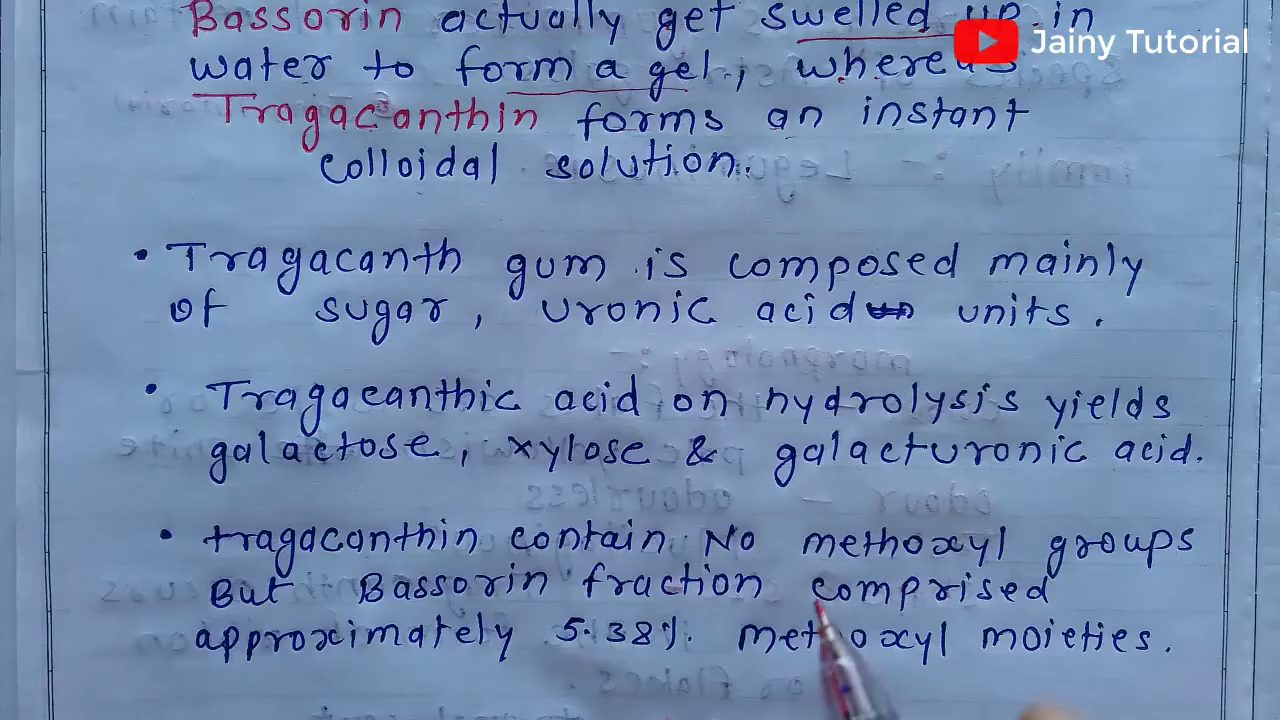 Bassorin actually get swelled up in
Jainy Tutorial
water to form a gel, whereas
Tragacanthin forms an instant
colloidal solution.
• Tragacanth gum is composed mainly
of sugar, uronic acid units.
• Tragacanthic acid on hydrolysis yields
galactose, xylose & galacturonic acid.
• tragacanthin contain No methoxyl groups
But Bassorin fraction comprised
approximately 5.38%. methoxyl moieties.